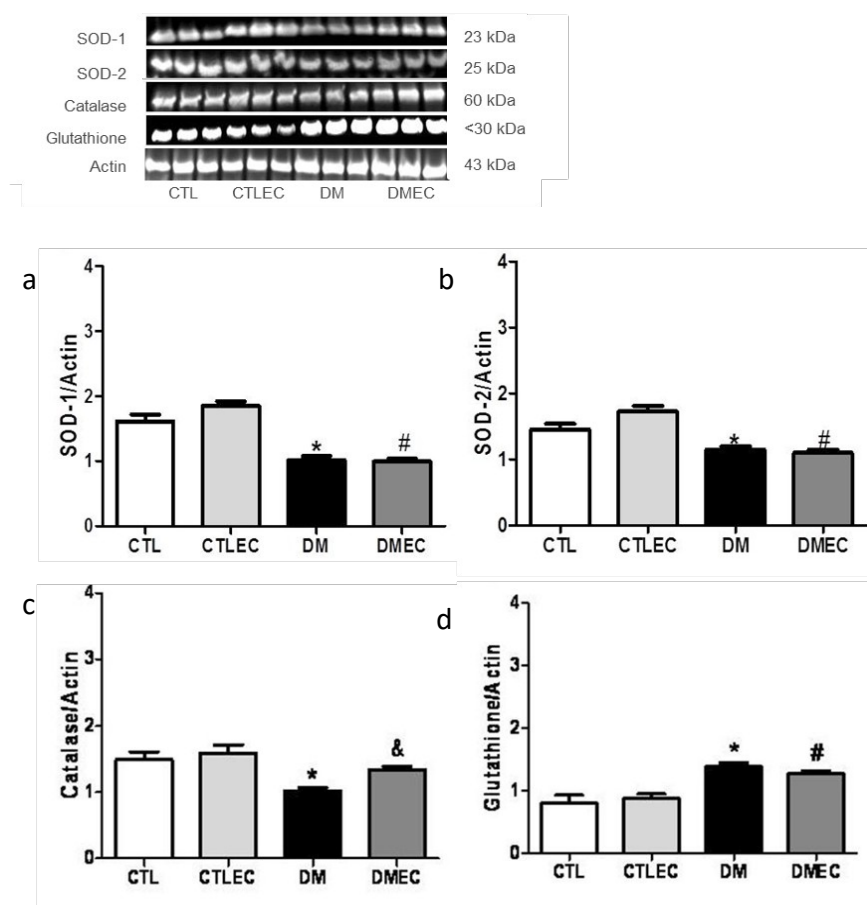 SOD-1 23 kDa
SOD-2 25 kDa
Catalase 60 kDa
Glutathione <30 kDa
Actin 43 kDa
CTL CTLEC DM DMEC
a
4
3
2
1
0
SOD-1/Actin
* #
CTL CTLEC DM DMEC
b
4
3
2
1
0
SOD-2/Actin
* #
CTL CTLEC DM DMEC
c
4
3
2
1
0
Catalase/Actin
* &
CTL CTLEC DM DMEC
d
4
3
2
1
0
Glutathione/Actin
* #
CTL CTLEC DM DMEC